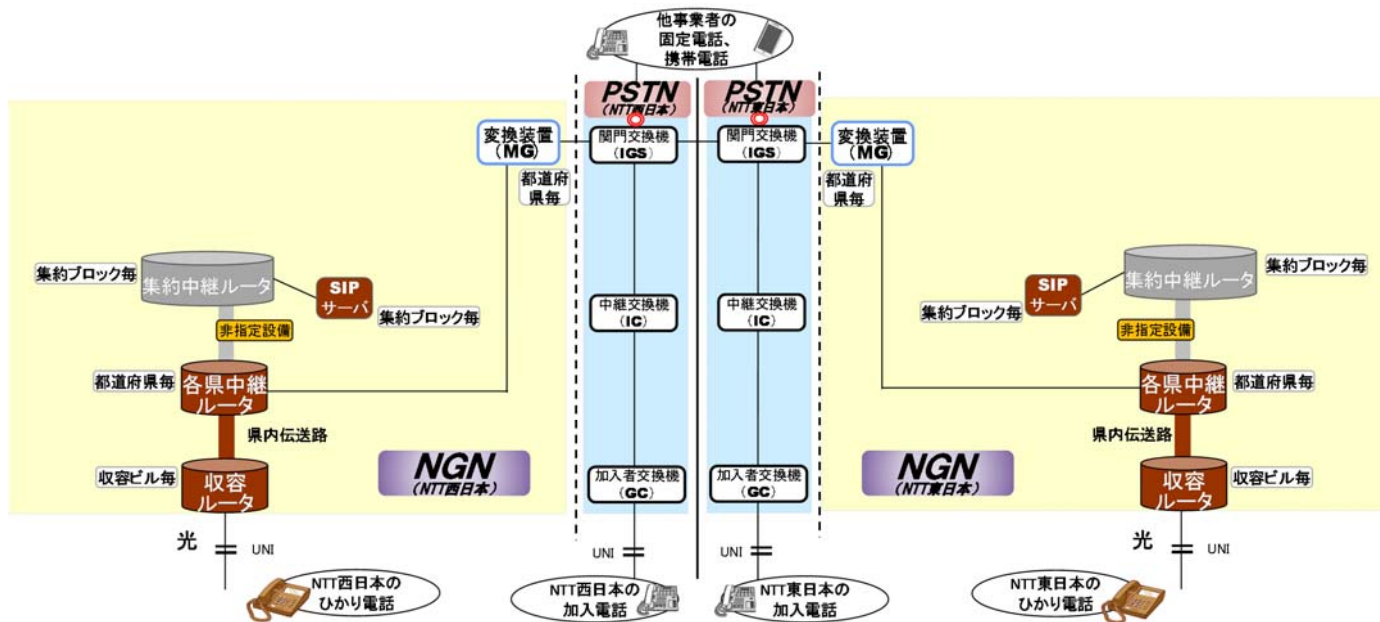 他事業者の
固定電話、
携帯電話
PSTN
(NTT西日本)
PSTN
(NTT東日本)
変換装置
(MG)
関門交換機
(IGS)
関門交換機
(IGS)
変換装置
(MG)
都道府
県毎
都道府
県毎
集約ブロック毎
集約中継ルータ
SIP
サーバ
集約ブロック毎
中継交換機
(IC)
中継交換機
(IC)
集約ブロック毎
SIP
サーバ
集約中継ルータ
集約ブロック毎
非指定設備
非指定設備
都道府県毎
各県中継
ルータ
各県中継
ルータ
都道府県毎
県内伝送路
県内伝送路
収容ビル毎
収容
ルータ
NGN
(NTT西日本)
加入者交換機
(GC)
加入者交換機
(GC)
NGN
(NTT東日本)
収容
ルータ
収容ビル毎
光
UNI
UNI
UNI
光
UNI
NTT西日本の
ひかり電話
NTT西日本の
加入電話
NTT東日本の
加入電話
NTT東日本の
ひかり電話